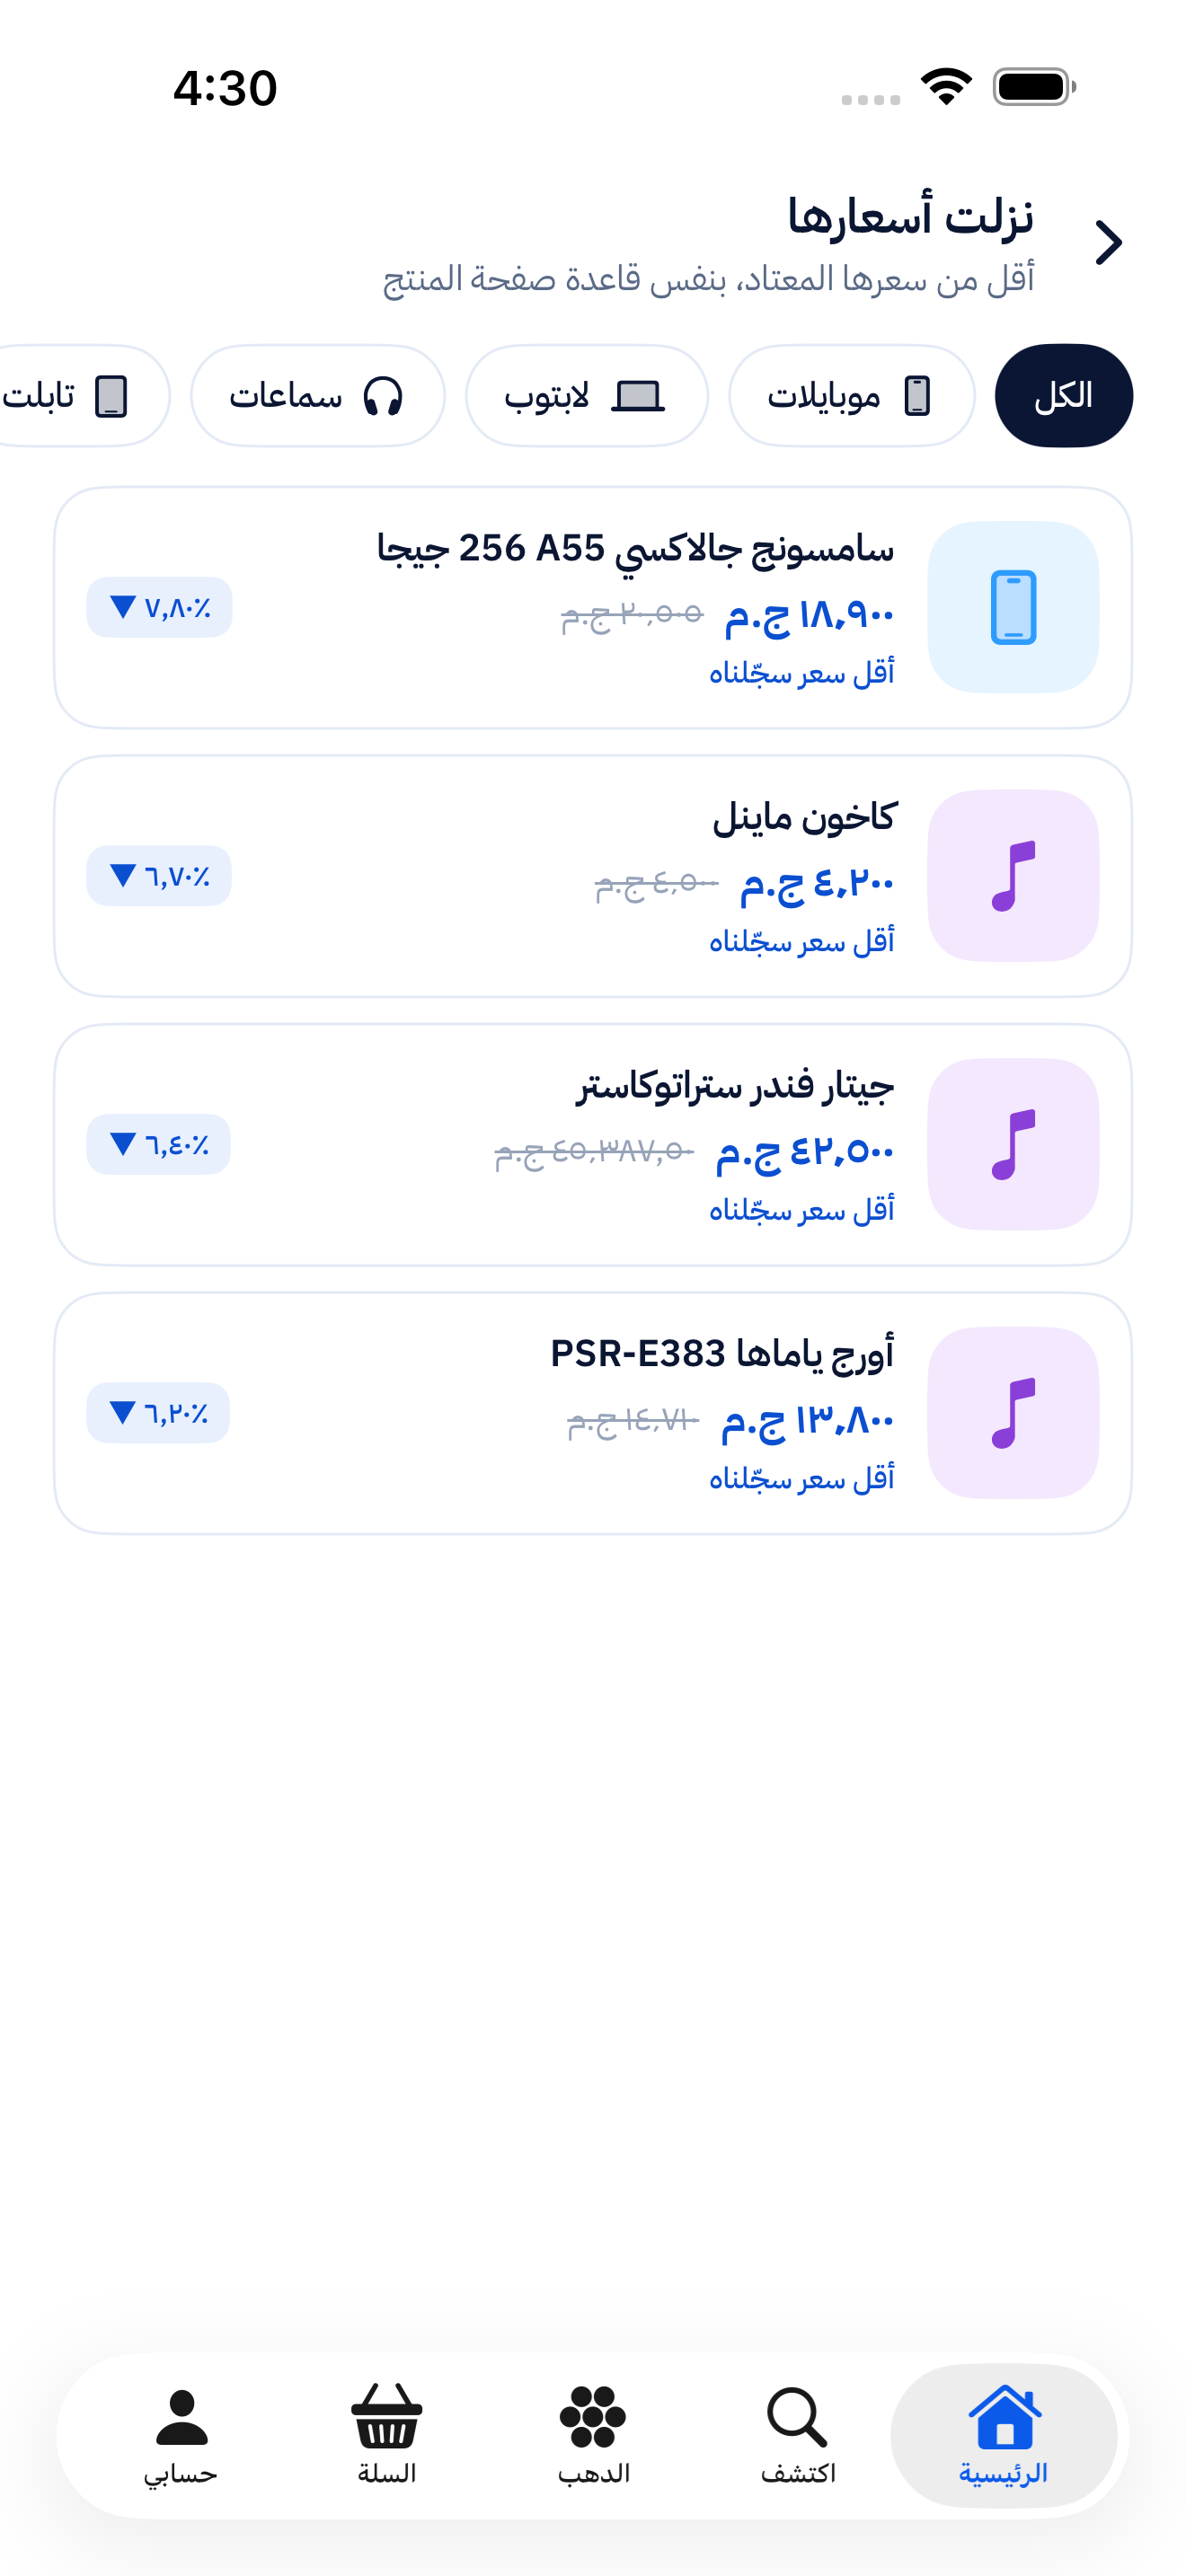 4:30
نزلت أسعارها
أقل من سعرها المعتاد، بنفس قاعدة صفحة المنتج
الكل
موبايلات
لابتوب
سماعات
تابلت
سامسونج جالاكسي A55 256 جيجا
١٨,٩٠٠ ج.م ٢٠,٥٠٥ ج.م
▼ ٧,٨٠٪
أقل سعر سجّلناه
كاخون ماينل
٤,٢٠٠ ج.م ٤,٥٠٠ ج.م
▼ ٦,٧٠٪
أقل سعر سجّلناه
جيتار فندر ستراتوكاستر
٤٢,٥٠٠ ج.م ٤٥,٣٨٧,٥٠ ج.م
▼ ٦,٤٠٪
أقل سعر سجّلناه
أورج ياماها PSR-E383
١٣,٨٠٠ ج.م ١٤,٧١٠ ج.م
▼ ٦,٢٠٪
أقل سعر سجّلناه
الرئيسية
اكتشف
الدهب
السلة
حسابي